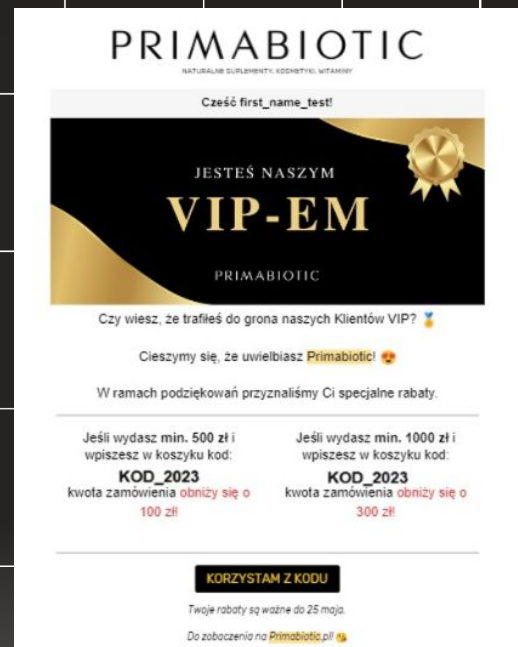 PRIMABIOTIC
NATURALNE SUPLEMENTY, KOSMETYKI, WITAMINY
Cześć first_name_test!
JESTEŚ NASZYM
VIP-EM
PRIMABIOTIC
Czy wiesz, że trafiłeś do grona naszych Klientów VIP? 🏅
Cieszymy się, że uwielbiasz Primabiotic! 😍
W ramach podziękowań przyznaliśmy Ci specjalne rabaty.
Jeśli wydasz min. 500 zł i
wpiszesz w koszyku kod:
KOD_2023
kwota zamówienia obniży się o
100 zł!
Jeśli wydasz min. 1000 zł i
wpiszesz w koszyku kod:
KOD_2023
kwota zamówienia obniży się o
300 zł!
KORZYSTAM Z KODU
Twoje rabaty są ważne do 25 maja.
Do zobaczenia na Primabiotic.pl! 😘